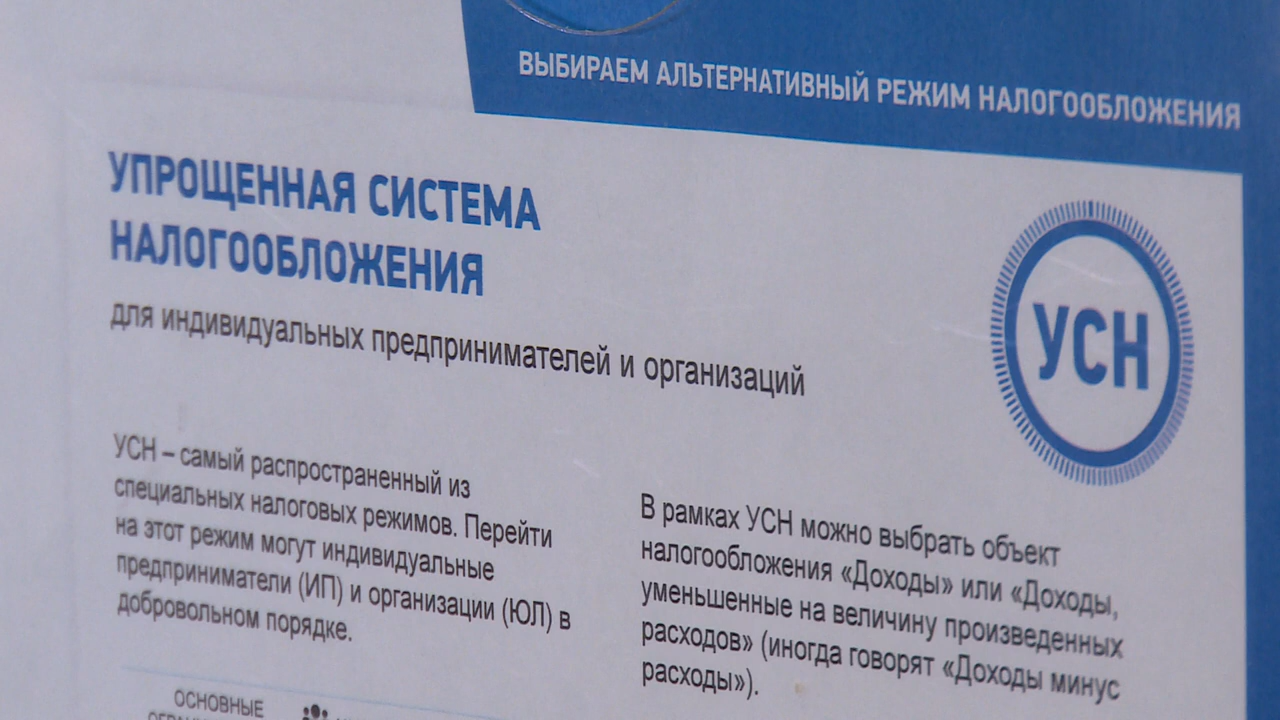 ВЫБИРАЕМ АЛЬТЕРНАТИВНЫЙ РЕЖИМ НАЛОГООБЛОЖЕНИЯ
УПРОЩЕННАЯ СИСТЕМА
НАЛОГООБЛОЖЕНИЯ
для индивидуальных предпринимателей и организаций
УСН
УСН – самый распространенный из
специальных налоговых режимов. Перейти
на этот режим могут индивидуальные
предприниматели (ИП) и организации (ЮЛ) в
добровольном порядке.
В рамках УСН можно выбрать объект
налогообложения «Доходы» или «Доходы,
уменьшенные на величину произведенных
расходов» (иногда говорят «Доходы минус
расходы»).
ОСНОВНЫЕ